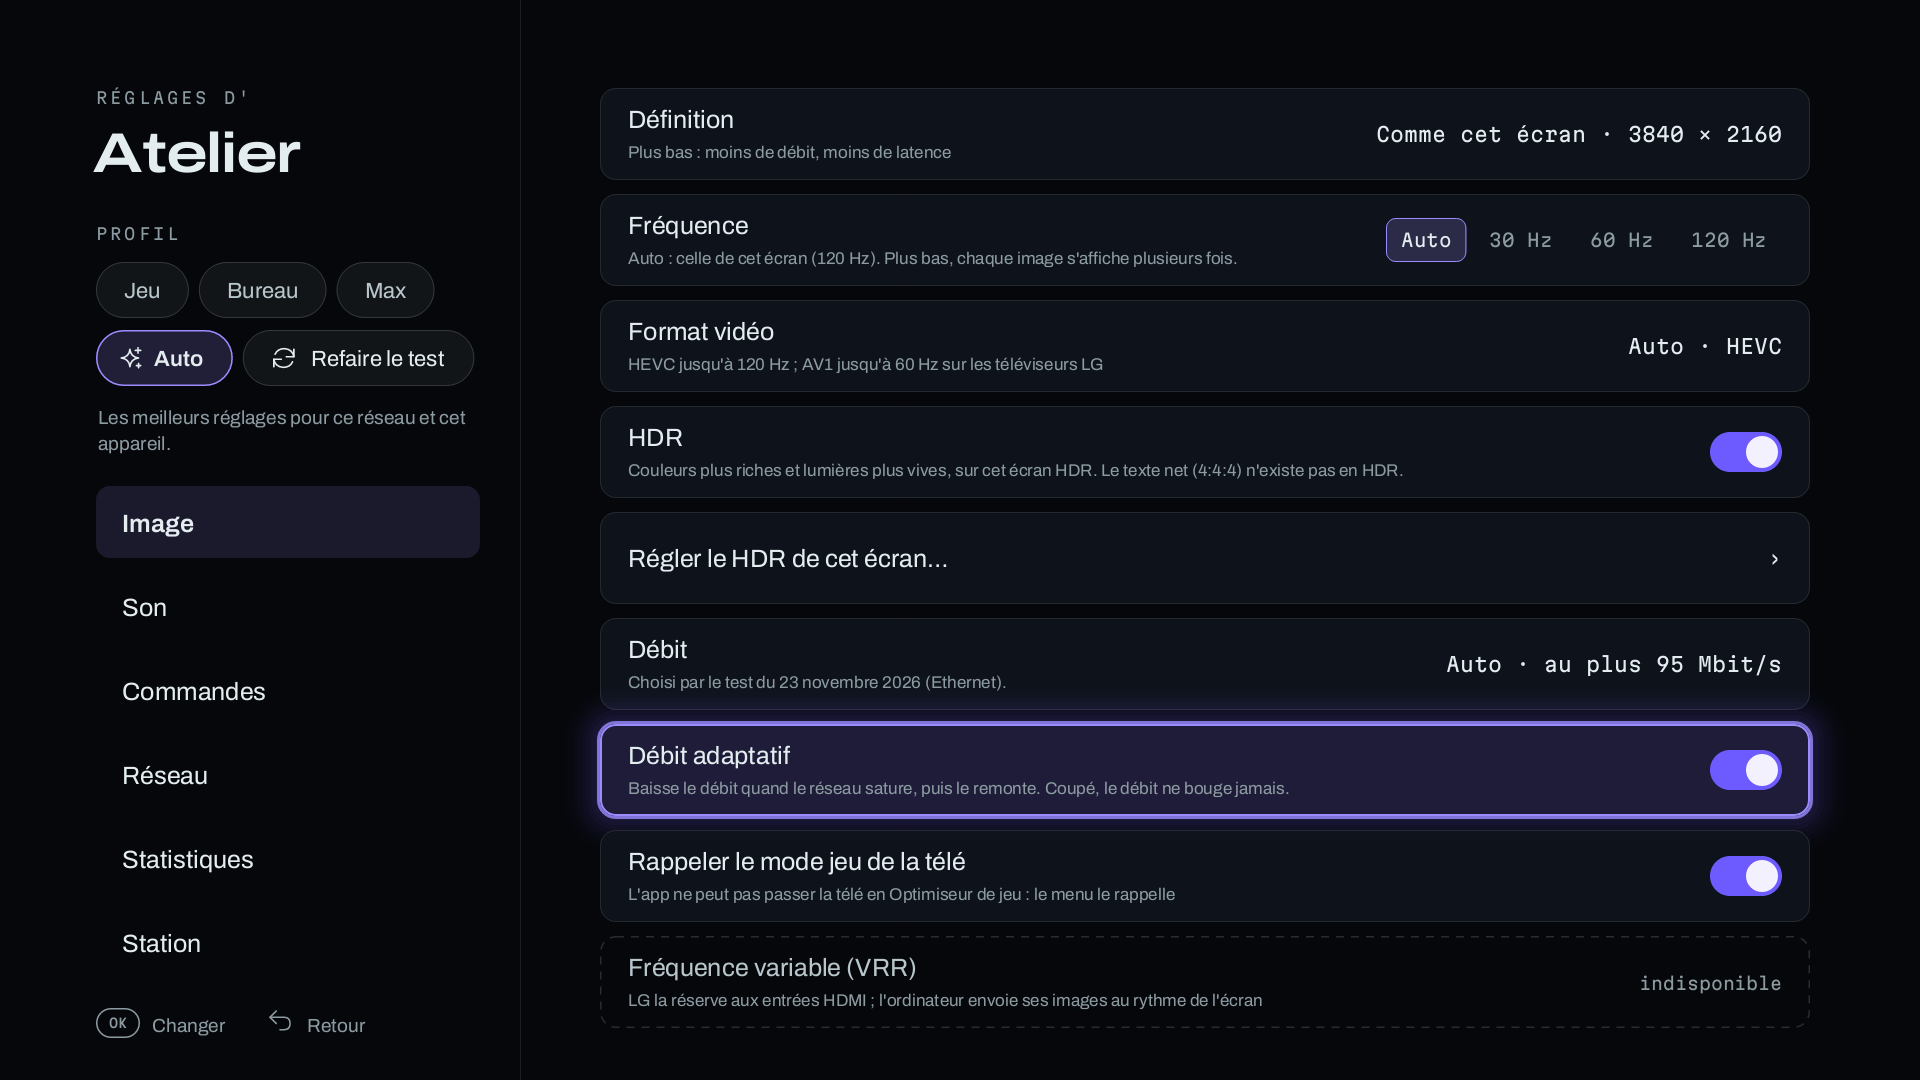 RÉGLAGES D'
Atelier
PROFIL
Jeu
Bureau
Max
Auto
Refaire le test
Les meilleurs réglages pour ce réseau et cet
appareil.
Image
Son
Commandes
Réseau
Statistiques
Station
OK Changer
Retour
Définition
Plus bas : moins de débit, moins de latence
Comme cet écran · 3840 × 2160
Fréquence
Auto : celle de cet écran (120 Hz). Plus bas, chaque image s'affiche plusieurs fois.
Auto 30 Hz 60 Hz 120 Hz
Format vidéo
HEVC jusqu'à 120 Hz ; AV1 jusqu'à 60 Hz sur les téléviseurs LG
Auto · HEVC
HDR
Couleurs plus riches et lumières plus vives, sur cet écran HDR. Le texte net (4:4:4) n'existe pas en HDR.
Régler le HDR de cet écran…
Débit
Choisi par le test du 23 novembre 2026 (Ethernet).
Auto · au plus 95 Mbit/s
Débit adaptatif
Baisse le débit quand le réseau sature, puis le remonte. Coupé, le débit ne bouge jamais.
Rappeler le mode jeu de la télé
L'app ne peut pas passer la télé en Optimiseur de jeu : le menu le rappelle
Fréquence variable (VRR)
LG la réserve aux entrées HDMI ; l'ordinateur envoie ses images au rythme de l'écran
indisponible